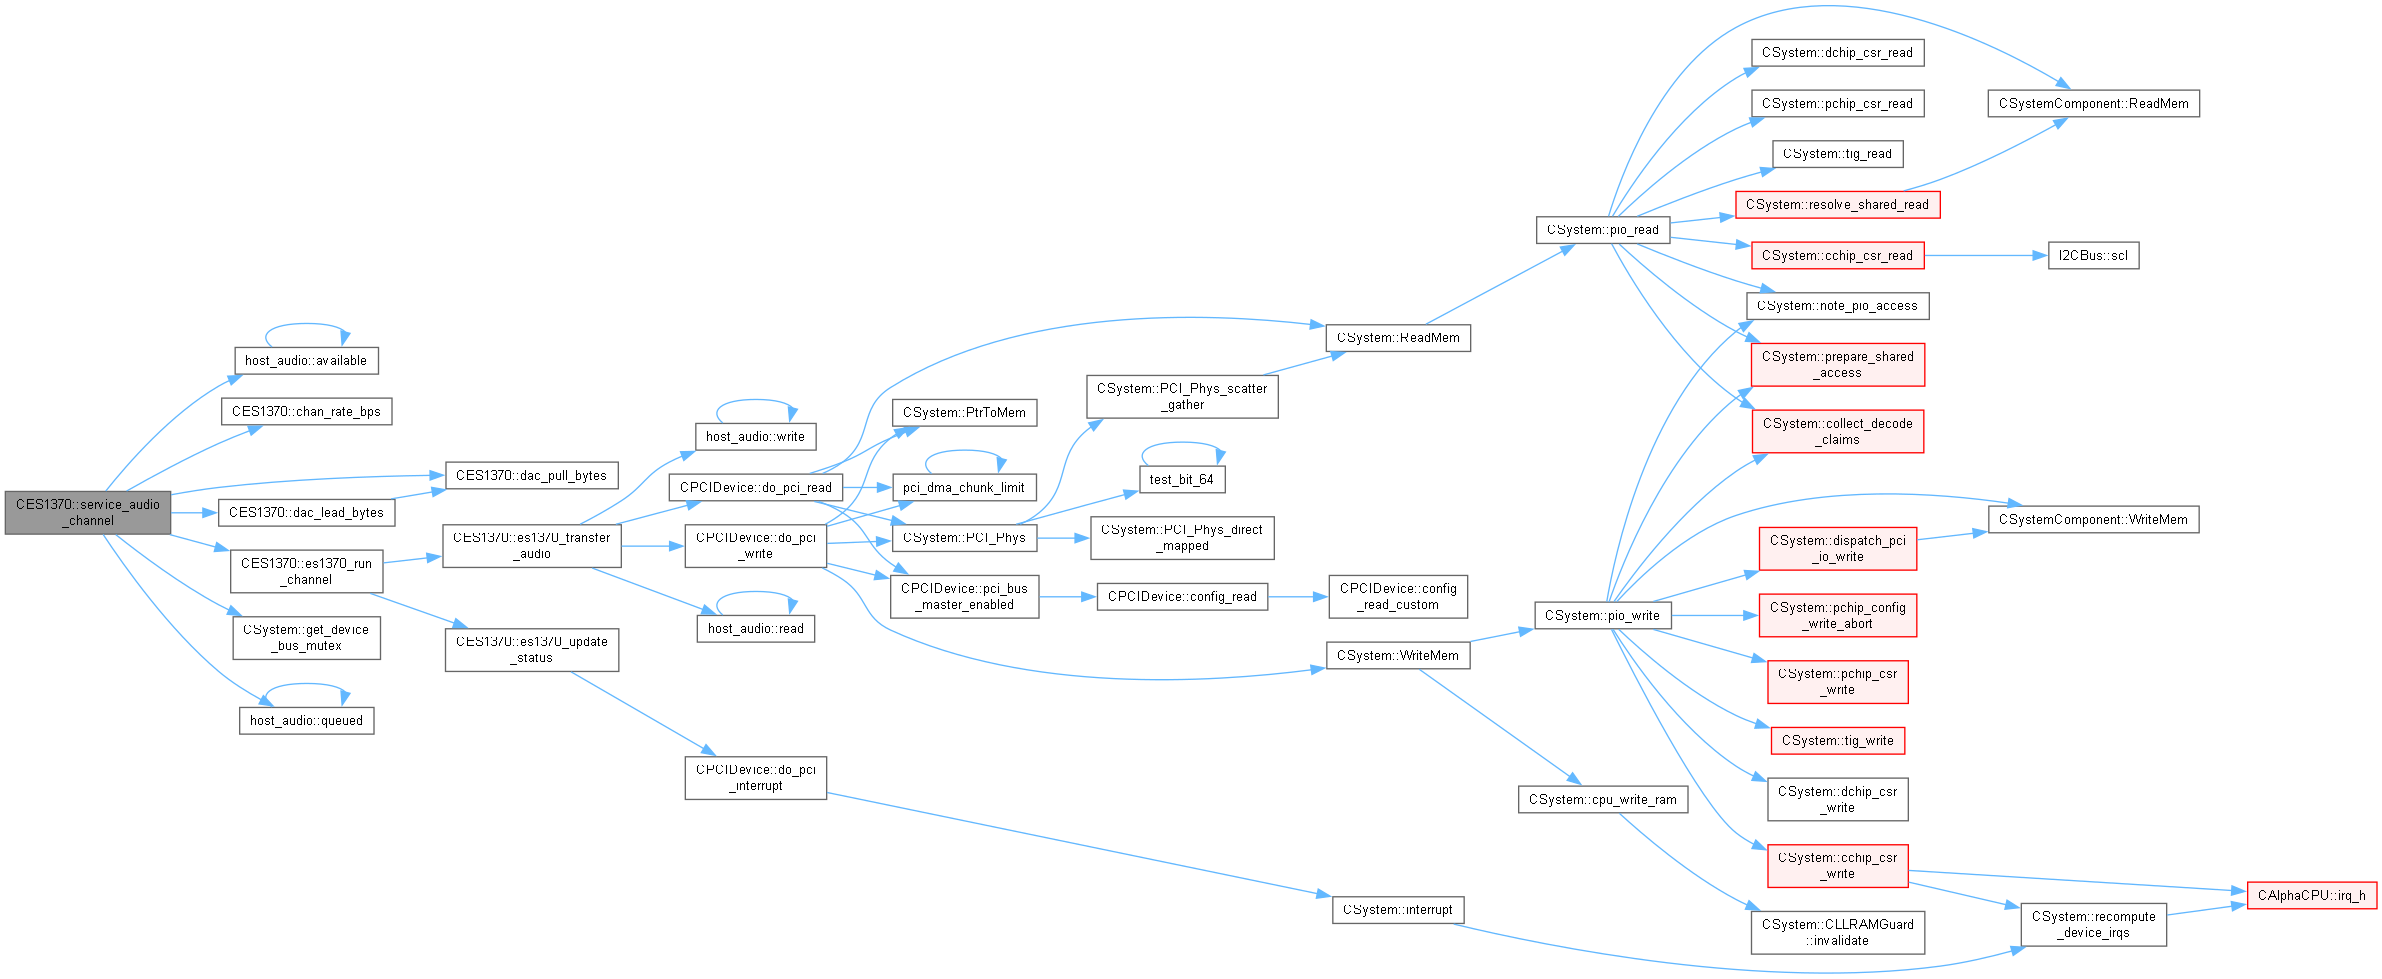 CES1370::service_audio
_channel
host_audio::available
CES1370::chan_rate_bps
CES1370::dac_pull_bytes
CES1370::dac_lead_bytes
CES1370::es1370_run
_channel
CSystem::get_device
_bus_mutex
host_audio::queued
CES1370::es1370_transfer
_audio
CES1370::es1370_update
_status
host_audio::write
CPCIDevice::do_pci_read
CPCIDevice::do_pci
_write
host_audio::read
CPCIDevice::do_pci
_interrupt
CSystem::PtrToMem
pci_dma_chunk_limit
CSystem::PCI_Phys
CPCIDevice::pci_bus
_master_enabled
CSystem::PCI_Phys_scatter
_gather
test_bit_64
CSystem::PCI_Phys_direct
_mapped
CPCIDevice::config_read
CPCIDevice::config
_read_custom
CSystem::ReadMem
CSystem::WriteMem
CSystem::interrupt
CSystem::pio_read
CSystem::pio_write
CSystem::cpu_write_ram
CSystem::dchip_csr_read
CSystem::pchip_csr_read
CSystem::tig_read
CSystem::resolve_shared_read
CSystem::cchip_csr_read
CSystem::note_pio_access
CSystem::prepare_shared
_access
CSystem::collect_decode
_claims
CSystem::dispatch_pci
_io_write
CSystem::pchip_config
_write_abort
CSystem::pchip_csr
_write
CSystem::tig_write
CSystem::dchip_csr
_write
CSystem::cchip_csr
_write
CSystem::CLLRAMGuard
::invalidate
CSystemComponent::ReadMem
I2CBus::scl
CSystemComponent::WriteMem
CSystem::recompute
_device_irqs
CAlphaCPU::irq_h